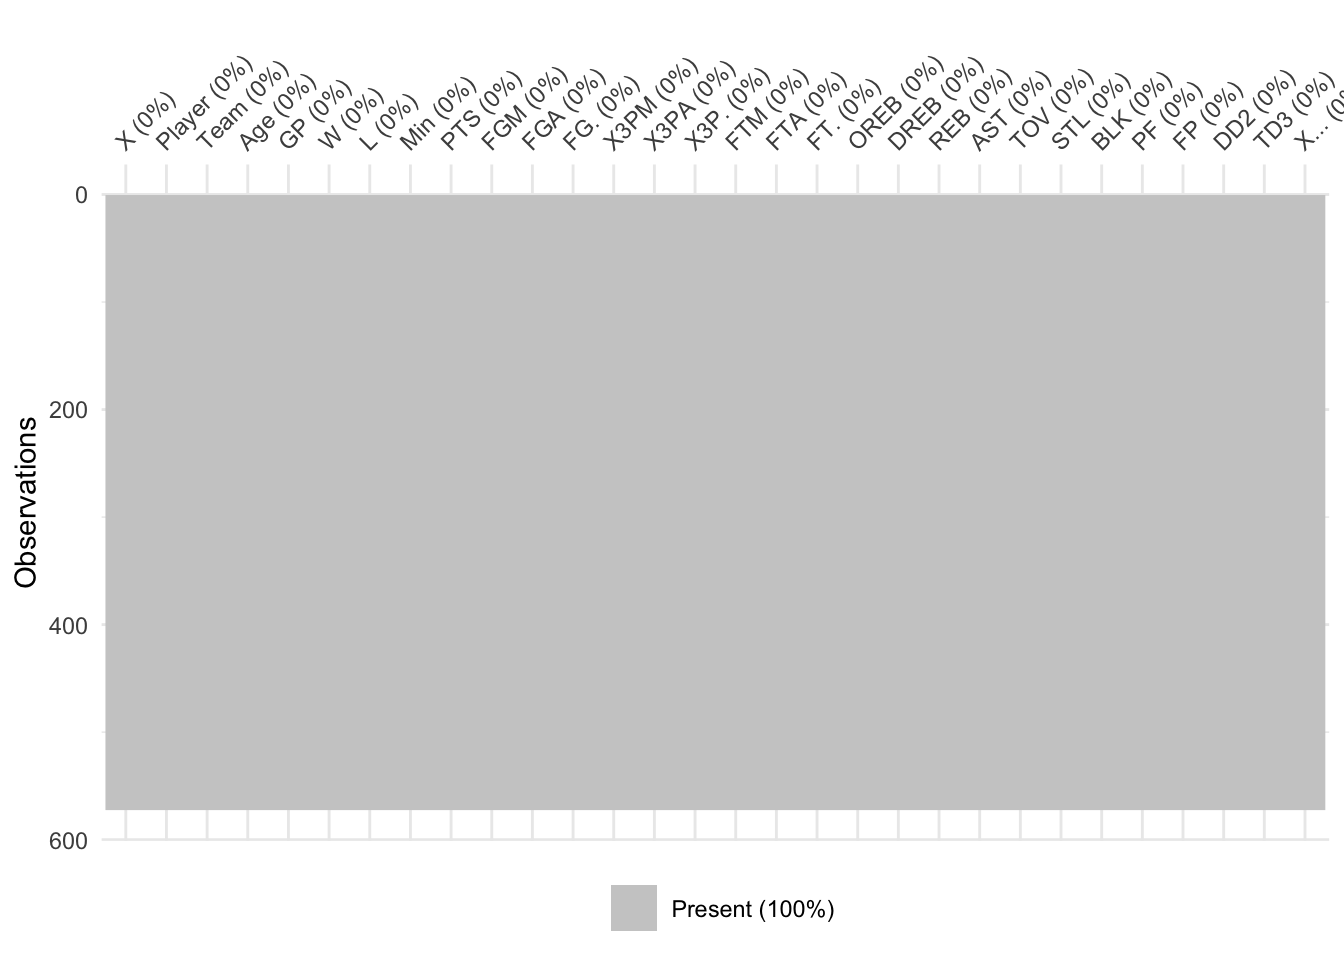 X (0%)
Player (0%)
Team (0%)
Age (0%)
GP (0%)
W (0%)
L (0%)
Min (0%)
PTS (0%)
FGM (0%)
FGA (0%)
FG. (0%)
X3PM (0%)
X3PA (0%)
X3P. (0%)
FTM (0%)
FTA (0%)
FT. (0%)
OREB (0%)
DREB (0%)
REB (0%)
AST (0%)
TOV (0%)
STL (0%)
BLK (0%)
PF (0%)
FP (0%)
DD2 (0%)
TD3 (0%)
X...
0
200
400
600
Observations
Present (100%)